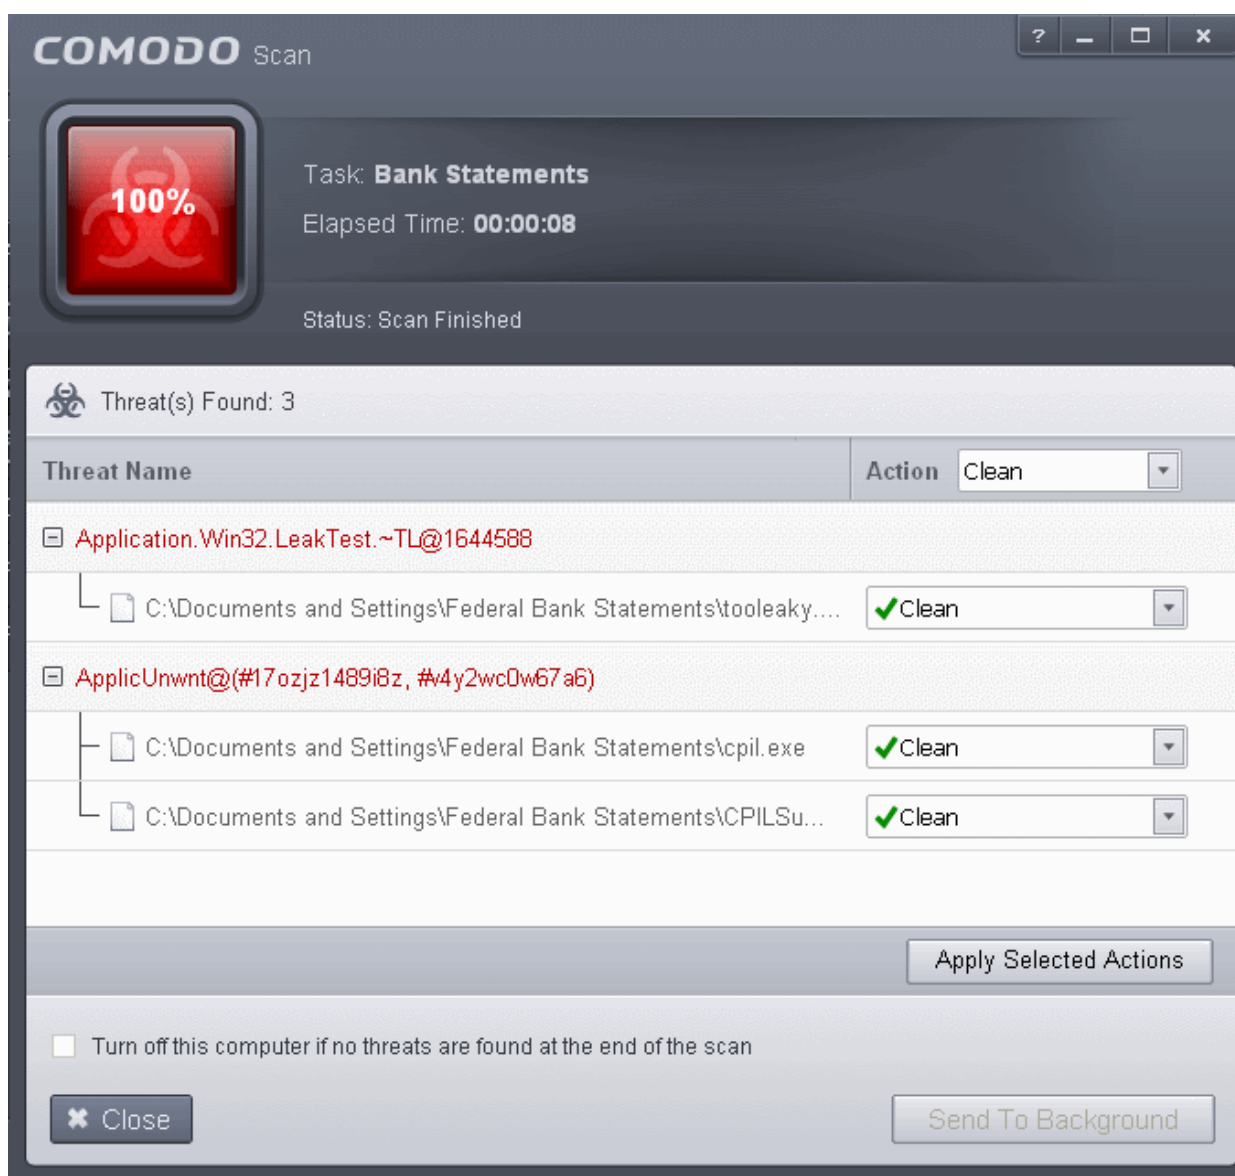 COMODO Scan
?
100%
Task: Bank Statements
Elapsed Time: 00:00:08
Status: Scan Finished
Threat(s) Found: 3
Threat Name Action Clean
Application.Win32.LeakTest.~TL@1644588
C:\Documents and Settings\Federal Bank Statements\tooleaky.... Clean
ApplicUnwnt@(#17ozjz1489i8z, #v4y2wc0w67a6)
C:\Documents and Settings\Federal Bank Statements\cpil.exe Clean
C:\Documents and Settings\Federal Bank Statements\CPILSu... Clean
Apply Selected Actions
Turn off this computer if no threats are found at the end of the scan
Close Send To Background